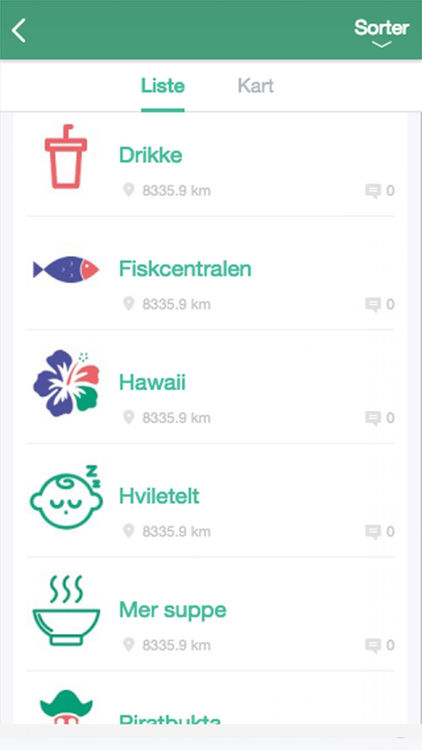 Sorter
Liste Kart
Drikke
8335.9 km 0
Fiskcentralen
8335.9 km 0
Hawaii
8335.9 km 0
z z z
Hviletelt
8335.9 km 0
Mer suppe
8335.9 km 0
Piratbukta